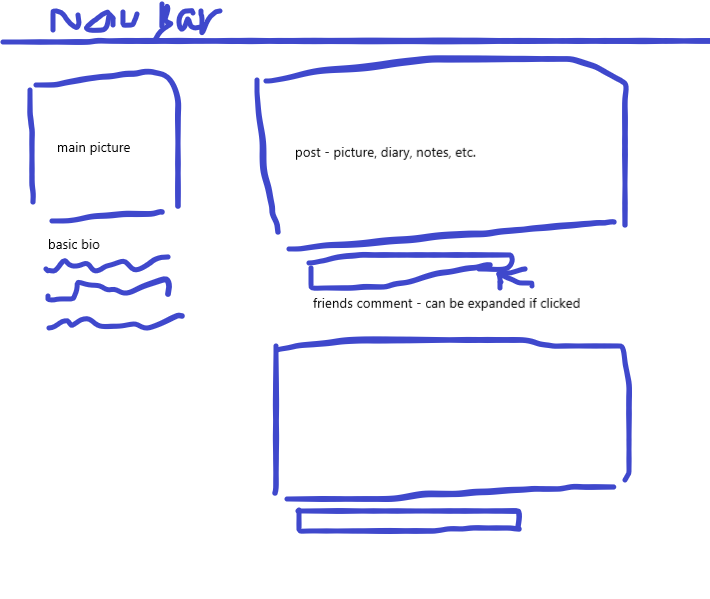 Nav Bar
main picture
post - picture, diary, notes, etc.
basic bio
friends comment - can be expanded if clicked